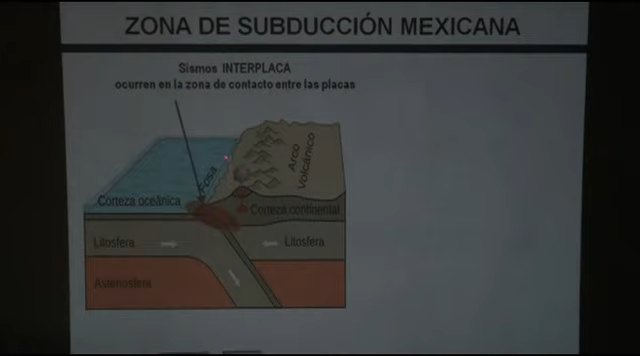 ZONA DE SUBDUCCIÓN MEXICANA
Sismos INTERPLACA
ocurren en la zona de contacto entre las placas
Fosa
Arco
Volcánico
Corteza oceánica
Corteza continental
Litosfera
Litosfera
Astenosfera